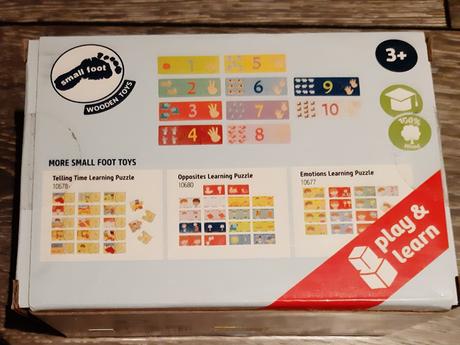 small foot
WOODEN TOYS
3+
1
5
2
6
9
3
7
10
4
8
100%
MORE SMALL FOOT TOYS
Telling Time Learning Puzzle
10678
Opposites Learning Puzzle
10680
Emotions Learning Puzzle
10677
play &
learn